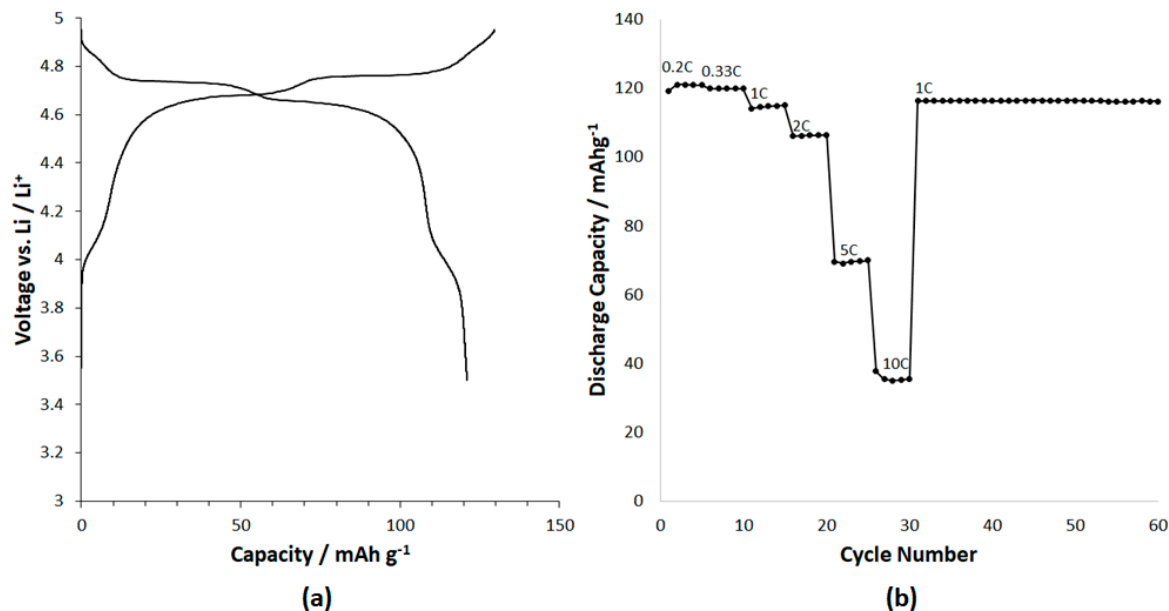 5
4.8
4.6
4.4
4.2
4
3.8
3.6
3.4
3.2
3
Voltage vs. Li / Li⁺
0 50 100 150
Capacity / mAh g⁻¹
(a)
140
120
100
80
60
40
20
0
Discharge Capacity / mAhg⁻¹
0.2C
0.33C
1C
2C
5C
10C
1C
0 10 20 30 40 50 60
Cycle Number
(b)